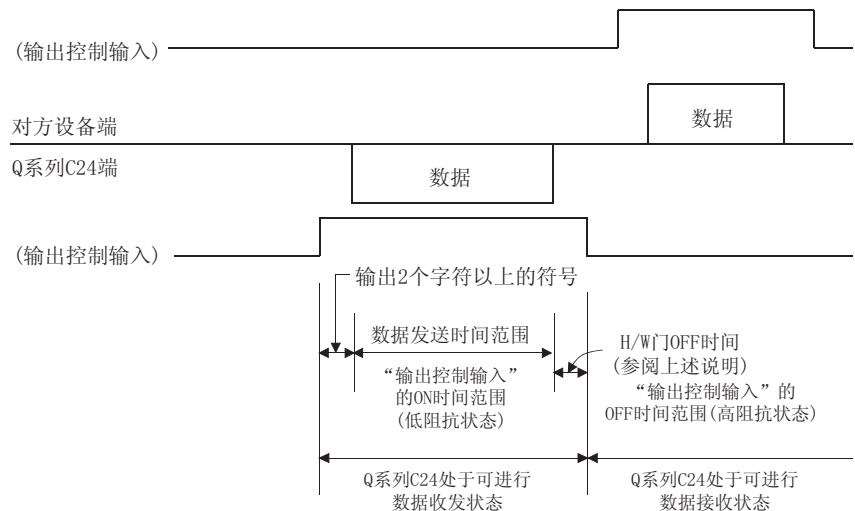 (输出控制输入)
对方设备端
数据
Q系列C24端
数据
(输出控制输入)
输出2个字符以上的符号
数据发送时间范围
“输出控制输入”
的ON时间范围
(低阻抗状态)
H/W门OFF时间
(参阅上述说明)
“输出控制输入”的
OFF时间范围(高阻抗状态)
Q系列C24处于可进行
数据收发状态
Q系列C24处于可进行
数据接收状态